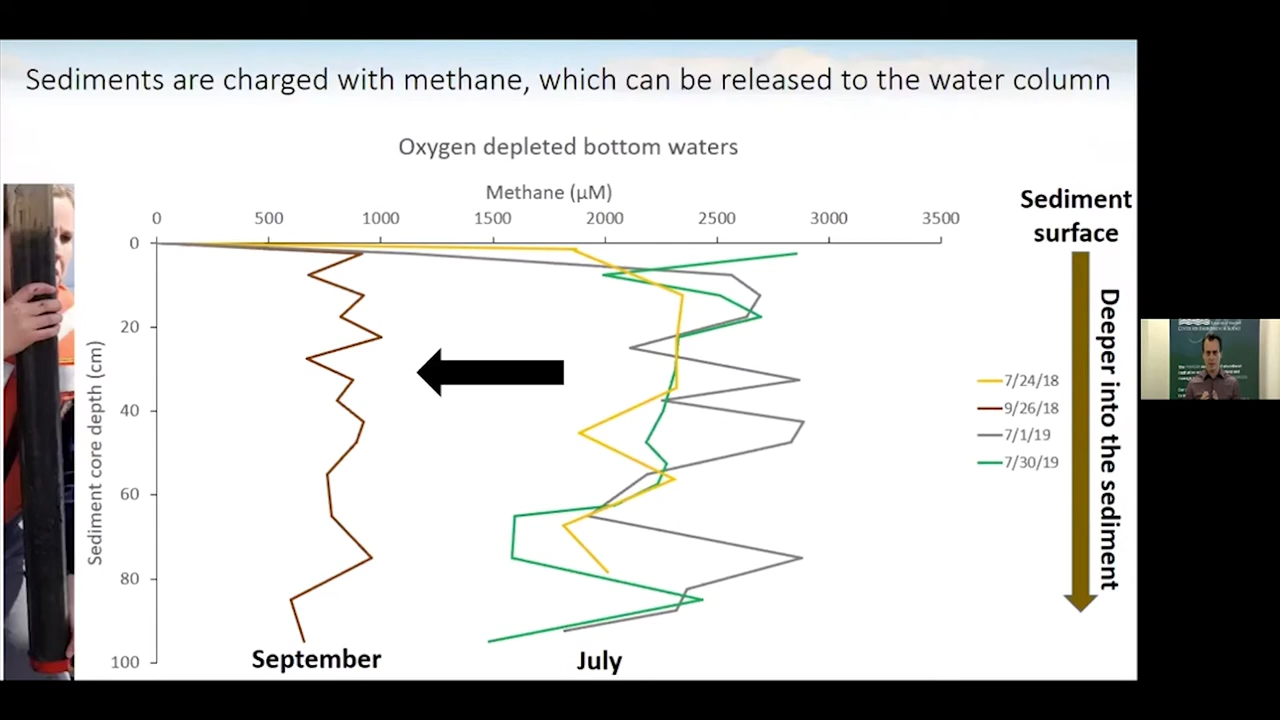 Sediments are charged with methane, which can be released to the water column
Oxygen depleted bottom waters
Methane (µM)
0 500 1000 1500 2000 2500 3000 3500
Sediment
surface
Sediment core depth (cm)
0
20
40
60
80
100
7/24/18
9/26/18
7/1/19
7/30/19
Deeper into the sediment
September
July